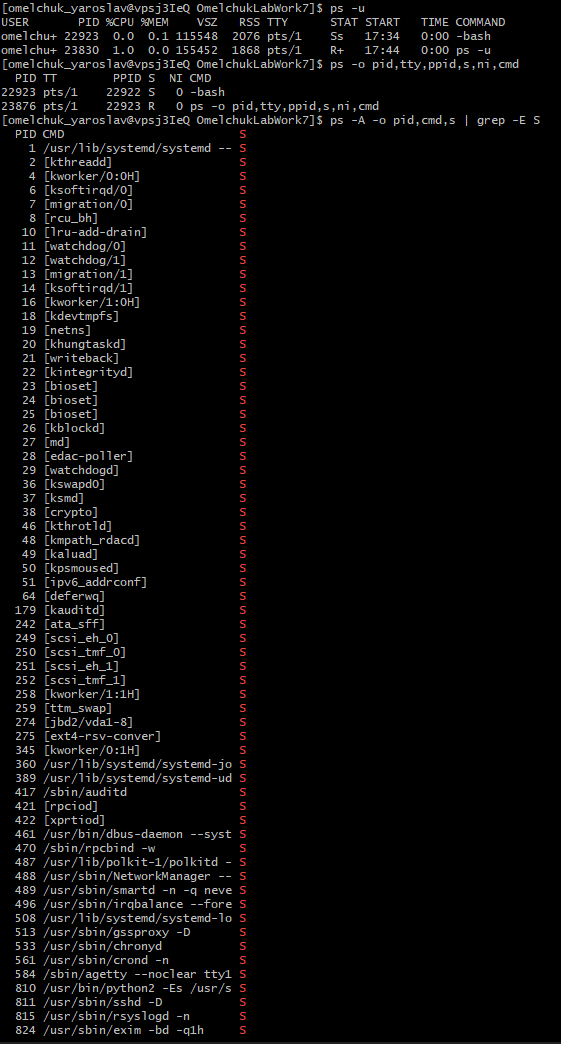 [omelchuk_yaroslav@vpsj3IeQ OmelchukLabWork7]$ ps -u
USER       PID %CPU %MEM    VSZ   RSS TTY      STAT START   TIME COMMAND
omelchu+ 22923  0.0  0.1 115548  2076 pts/1    Ss   17:34   0:00 -bash
omelchu+ 23830  1.0  0.0 155452  1868 pts/1    R+   17:44   0:00 ps -u
[omelchuk_yaroslav@vpsj3IeQ OmelchukLabWork7]$ ps -o pid,tty,ppid,s,ni,cmd
  PID TT        PPID S  NI CMD
22923 pts/1    22922 S   0 -bash
23876 pts/1    22923 R   0 ps -o pid,tty,ppid,s,ni,cmd
[omelchuk_yaroslav@vpsj3IeQ OmelchukLabWork7]$ ps -A -o pid,cmd,s | grep -E S
  PID CMD                         S
    1 /usr/lib/systemd/systemd -- S
    2 [kthreadd]                  S
    4 [kworker/0:0H]              S
    6 [ksoftirqd/0]               S
    7 [migration/0]               S
    8 [rcu_bh]                    S
   10 [lru-add-drain]             S
   11 [watchdog/0]                S
   12 [watchdog/1]                S
   13 [migration/1]               S
   14 [ksoftirqd/1]               S
   16 [kworker/1:0H]              S
   18 [kdevtmpfs]                 S
   19 [netns]                     S
   20 [khungtaskd]                S
   21 [writeback]                 S
   22 [kintegrityd]               S
   23 [bioset]                    S
   24 [bioset]                    S
   25 [bioset]                    S
   26 [kblockd]                   S
   27 [md]                        S
   28 [edac-poller]               S
   29 [watchdogd]                 S
   36 [kswapd0]                   S
   37 [ksmd]                      S
   38 [crypto]                    S
   46 [kthrotld]                  S
   48 [kmpath_rdacd]              S
   49 [kaluad]                    S
   50 [kpsmoused]                 S
   51 [ipv6_addrconf]             S
   64 [deferwq]                   S
  179 [kauditd]                   S
  242 [ata_sff]                   S
  249 [scsi_eh_0]                 S
  250 [scsi_tmf_0]                S
  251 [scsi_eh_1]                 S
  252 [scsi_tmf_1]                S
  258 [kworker/1:1H]              S
  259 [ttm_swap]                  S
  274 [jbd2/vda1-8]               S
  275 [ext4-rsv-conver]           S
  345 [kworker/0:1H]              S
  360 /usr/lib/systemd/systemd-jo S
  389 /usr/lib/systemd/systemd-ud S
  417 /sbin/auditd                S
  421 [rpciod]                    S
  422 [xprtiod]                   S
  461 /usr/bin/dbus-daemon --syst S
  470 /sbin/rpcbind -w            S
  487 /usr/lib/polkit-1/polkitd - S
  488 /usr/sbin/NetworkManager -- S
  489 /usr/sbin/smartd -n -q neve S
  496 /usr/sbin/irqbalance --fore S
  508 /usr/lib/systemd/systemd-lo S
  513 /usr/sbin/gssproxy -D       S
  533 /usr/sbin/chronyd           S
  561 /usr/sbin/crond -n          S
  584 /sbin/agetty --noclear tty1 S
  810 /usr/bin/python2 -Es /usr/s S
  811 /usr/sbin/sshd -D           S
  815 /usr/sbin/rsyslogd -n       S
  824 /usr/sbin/exim -bd -q1h     S